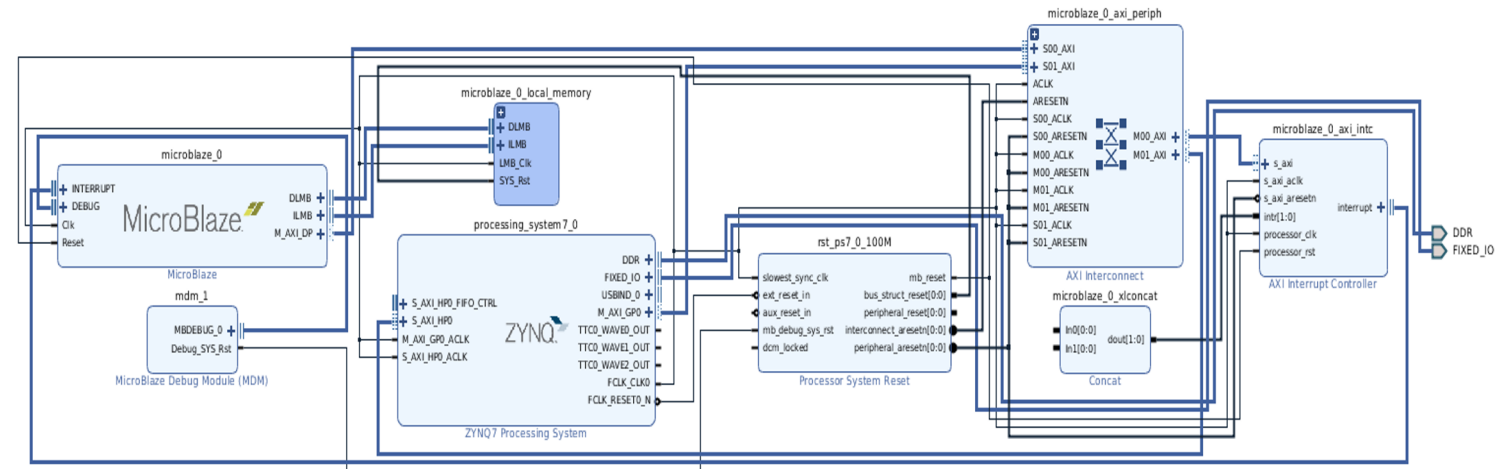 microblaze_0_axi_periph
S00_AXI
S01_AXI
ACLK
ARESETN
S00_ACLK
S00_ARESETN
M00_ACLK
M00_ARESETN
M01_ACLK
M01_ARESETN
S01_ACLK
S01_ARESETN
M00_AXI
M01_AXI
AXI Interconnect
microblaze_0_local_memory
DLMB
ILMB
LMB_Clk
SYS_Rst
microblaze_0
INTERRUPT
DEBUG
Clk
Reset
MicroBlaze
DLMB
ILMB
M_AXI_DP
MicroBlaze
microblaze_0_axi_intc
s_axi
s_axi_aclk
s_axi_aresetn
intr[1:0]
processor_clk
processor_rst
interrupt
AXI Interrupt Controller
DDR
FIXED_IO
processing_system7_0
S_AXI_HP0_FIFO_CTRL
S_AXI_HP0
M_AXI_GP0_ACLK
S_AXI_HP0_ACLK
ZYNQ
DDR
FIXED_IO
USBIND_0
M_AXI_GP0
TTC0_WAVE0_OUT
TTC0_WAVE1_OUT
TTC0_WAVE2_OUT
FCLK_CLK0
FCLK_RESET0_N
ZYNQ7 Processing System
rst_ps7_0_100M
slowest_sync_clk
ext_reset_in
aux_reset_in
mb_debug_sys_rst
dcm_locked
mb_reset
bus_struct_reset[0:0]
peripheral_reset[0:0]
interconnect_aresetn[0:0]
peripheral_aresetn[0:0]
Processor System Reset
mdm_1
MBDEBUG_0
Debug_SYS_Rst
MicroBlaze Debug Module (MDM)
microblaze_0_xlconcat
In0[0:0]
In1[0:0]
dout[1:0]
Concat